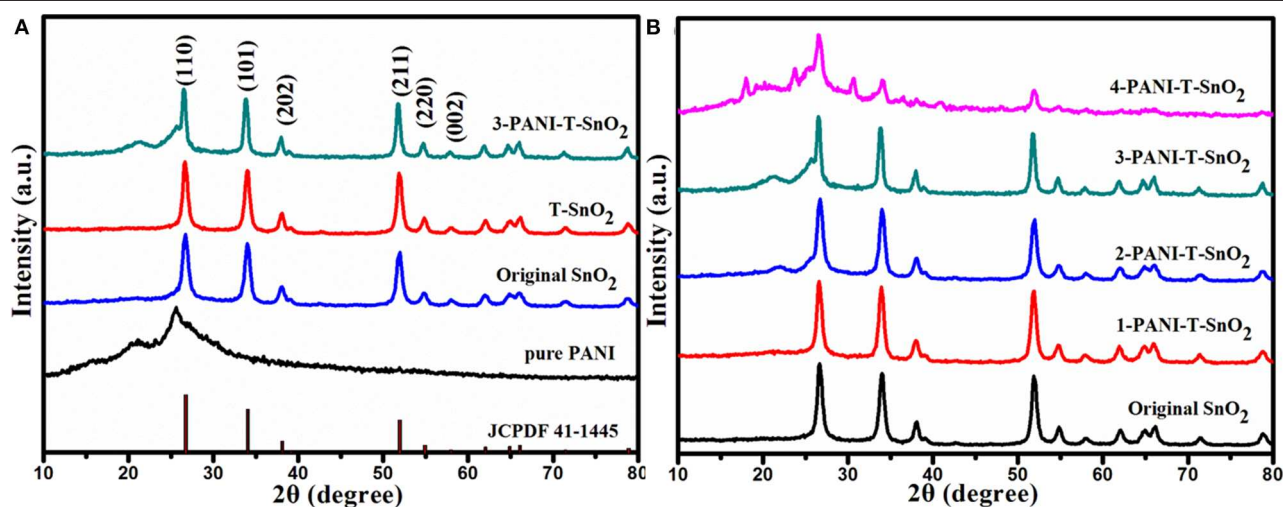 A
(110)
(101)
(202)
(211)
(220)
(002)
3-PANI-T-SnO2
T-SnO2
Original SnO2
pure PANI
JCPDF 41-1445
Intensity (a.u.)
10 20 30 40 50 60 70 80
2θ (degree)
B
4-PANI-T-SnO2
3-PANI-T-SnO2
2-PANI-T-SnO2
1-PANI-T-SnO2
Original SnO2
Intensity (a.u.)
10 20 30 40 50 60 70 80
2θ (degree)